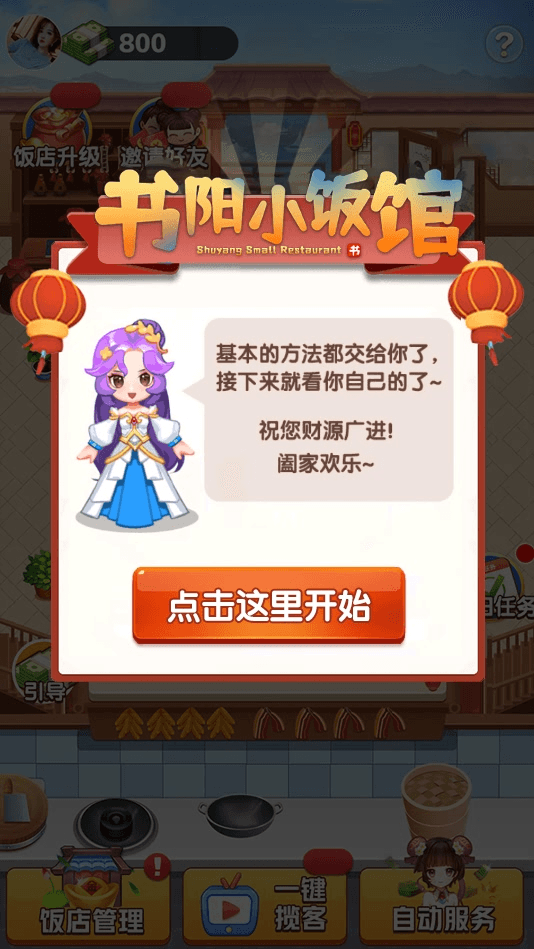 800
?
饭店升级
邀请好友
书阳小饭馆
Shuyang Small Restaurant 书
基本的方法都交给你了，
接下来就看你自己的了~
祝您财源广进!
阖家欢乐~
点击这里开始
日任务
引导
!
饭店管理
一键
揽客
自动服务